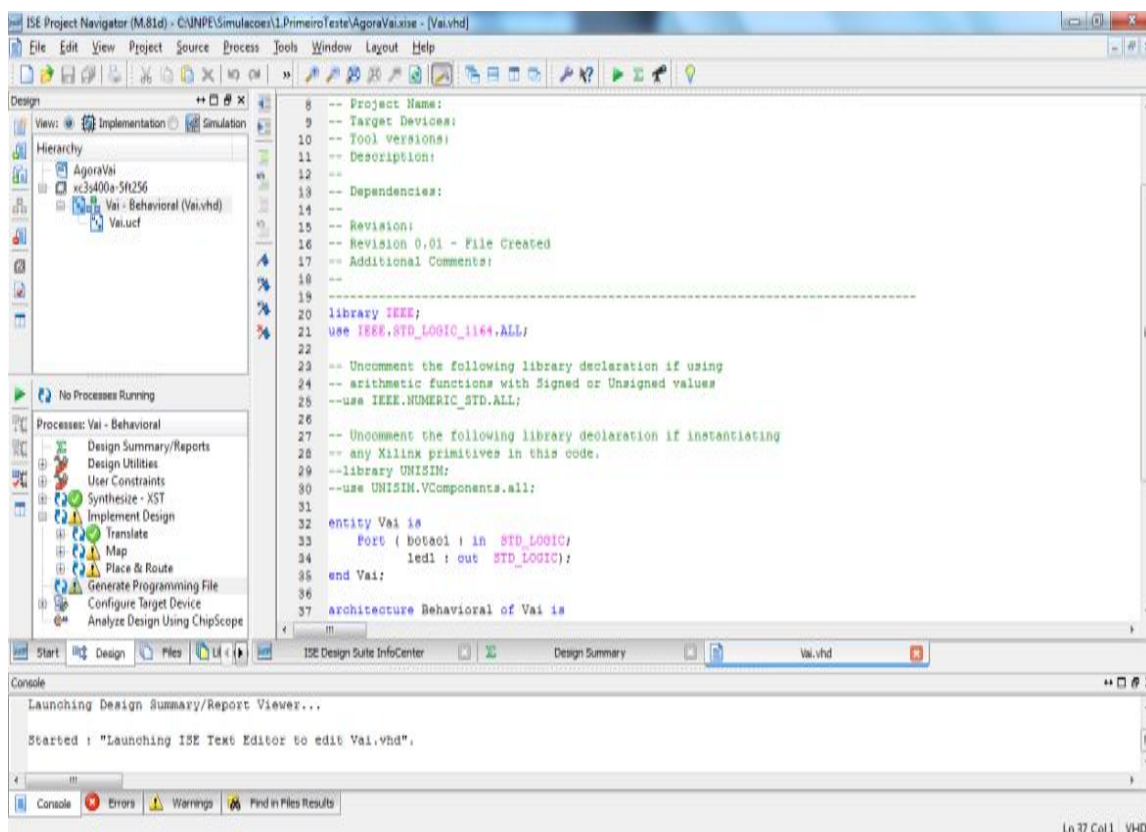 ISE Project Navigator (M.81d) - C:\INPE\Simulacoes\1.PrimeiroTeste\AgoraVai.xise - [Vai.vhd]
File Edit View Project Source Process Tools Window Layout Help
Design
View: Implementation Simulation
Hierarchy
AgoraVai
xc3s400a-5ft256
Vai - Behavioral (Vai.vhd)
Vai.ucf
No Processes Running
Processes: Vai - Behavioral
Design Summary/Reports
Design Utilities
User Constraints
Synthesize - XST
Implement Design
Translate
Map
Place & Route
Generate Programming File
Configure Target Device
Analyze Design Using ChipScope
Start Design Files
8 -- Project Name:
9 -- Target Devices:
10 -- Tool versions:
11 -- Description:
12 --
13 -- Dependencies:
14 --
15 -- Revision:
16 -- Revision 0.01 - File Created
17 -- Additional Comments:
18 --
19 ----------------------------------------------------------------------------------
20 library IEEE;
21 use IEEE.STD_LOGIC_1164.ALL;
22
23 -- Uncomment the following library declaration if using
24 -- arithmetic functions with Signed or Unsigned values
25 --use IEEE.NUMERIC_STD.ALL;
26
27 -- Uncomment the following library declaration if instantiating
28 -- any Xilinx primitives in this code.
29 --library UNISIM;
30 --use UNISIM.VComponents.all;
31
32 entity Vai is
33 Port ( botao1 : in STD_LOGIC;
34 led1 : out STD_LOGIC);
35 end Vai;
36
37 architecture Behavioral of Vai is
ISE Design Suite InfoCenter Design Summary Vai.vhd
Console
Launching Design Summary/Report Viewer...
Started : "Launching ISE Text Editor to edit Vai.vhd".
Console Errors Warnings Find in Files Results
Ln 37 Col 1 VHD